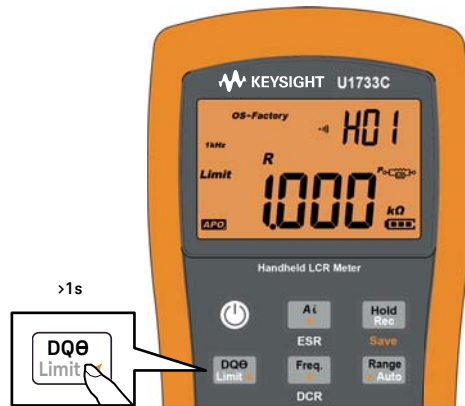 KEYSIGHT U1733C
OS-Factory
H01
1kHz
R
Limit
1.000
kΩ
APO
Handheld LCR Meter
>1s
DQΘ
Limit
Ai
ESR
Hold
Rec
Save
DQΘ
Limit
Freq.
DCR
Range
Auto